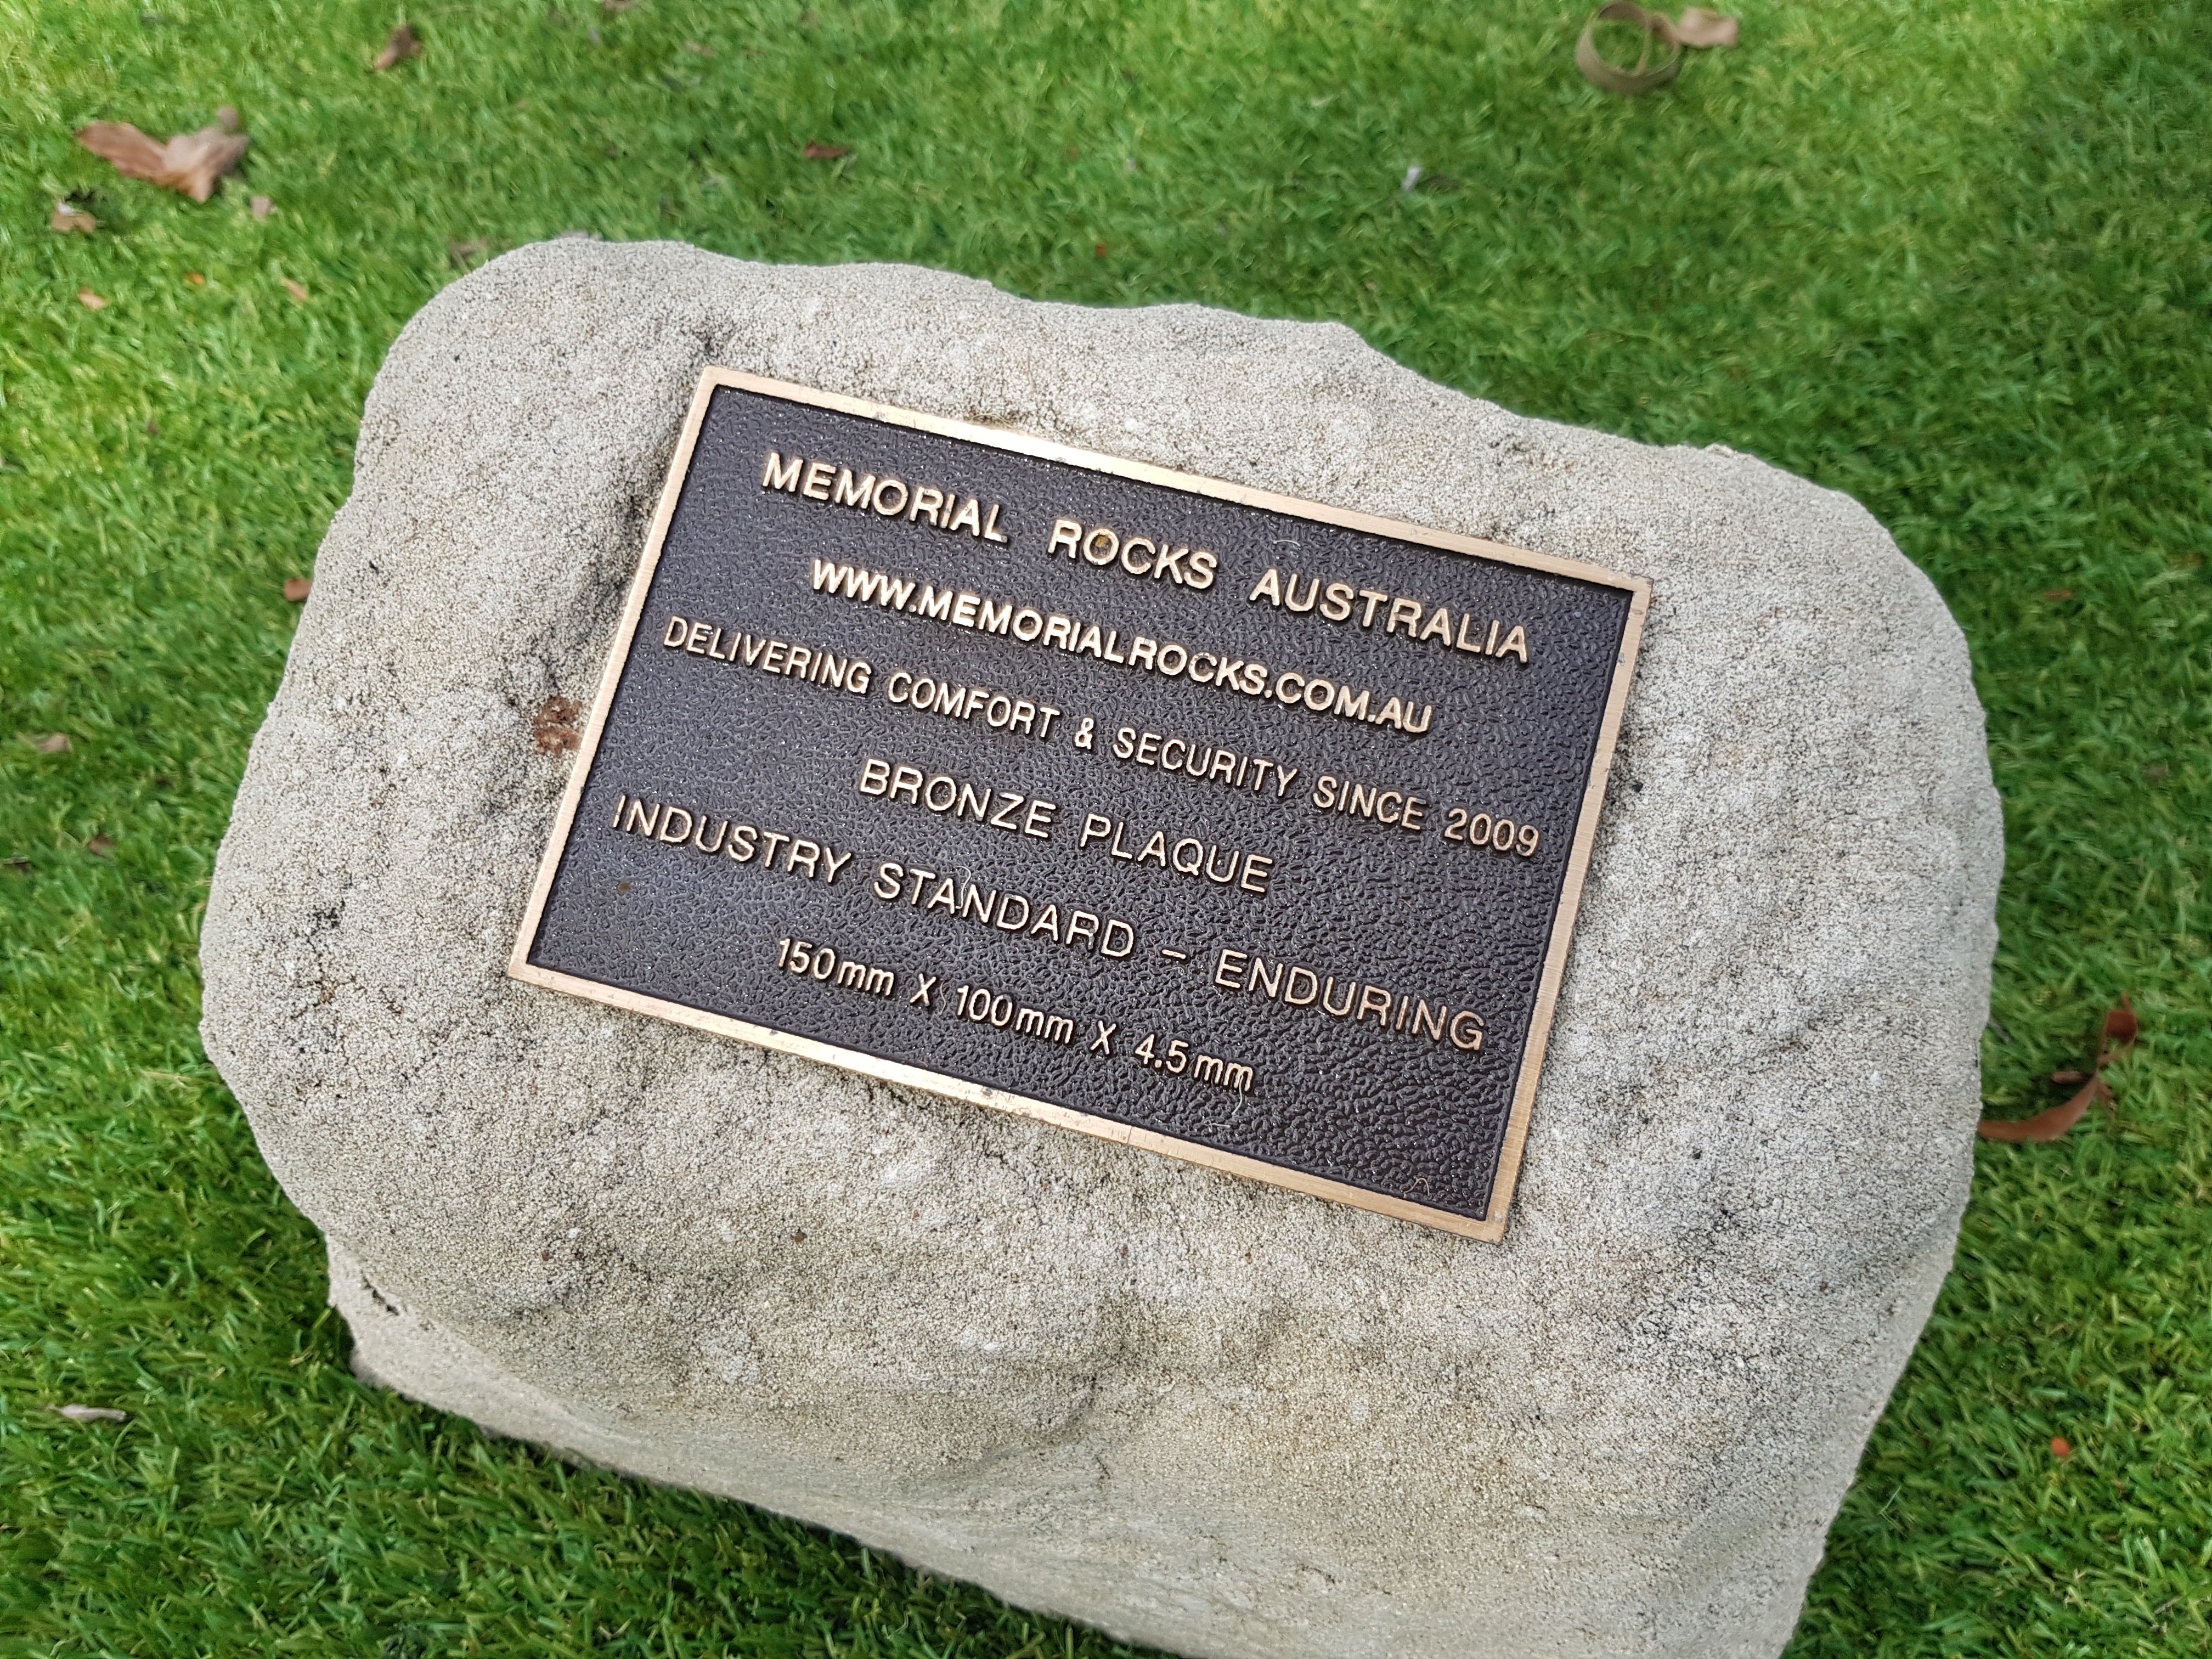 MEMORIAL ROCKS AUSTRALIA
WWW.MEMORIALROCKS.COM.AU
DELIVERING COMFORT & SECURITY SINCE 2009
BRONZE PLAQUE
INDUSTRY STANDARD – ENDURING
150mm X 100mm X 4.5mm